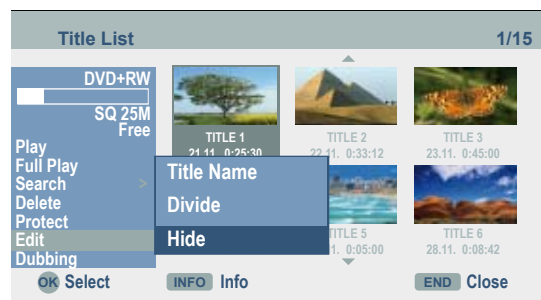 Title List 1/15
DVD+RW
SQ 25M
Free
Play
Full Play
Search >
Delete
Protect
Edit
Dubbing
TITLE 1
21.11. 0:25:30
TITLE 2
22.11. 0:33:12
TITLE 3
23.11. 0:45:00
Title Name
Divide
Hide
TITLE 5
1. 0:05:00
TITLE 6
28.11. 0:08:42
OK Select
INFO Info
END Close